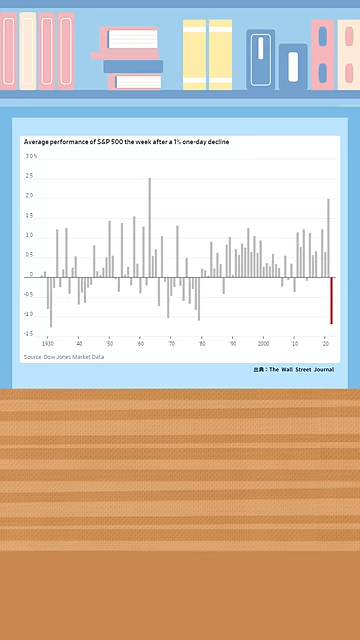 Average performance of S&P 500 the week after a 1% one-day decline
3.0%
2.5
2.0
1.5
1.0
0.5
0
-0.5
-1.0
-1.5
1930 '40 '50 '60 '70 '80 '90 2000 '10 '20
Source: Dow Jones Market Data
出典：The Wall Street Journal